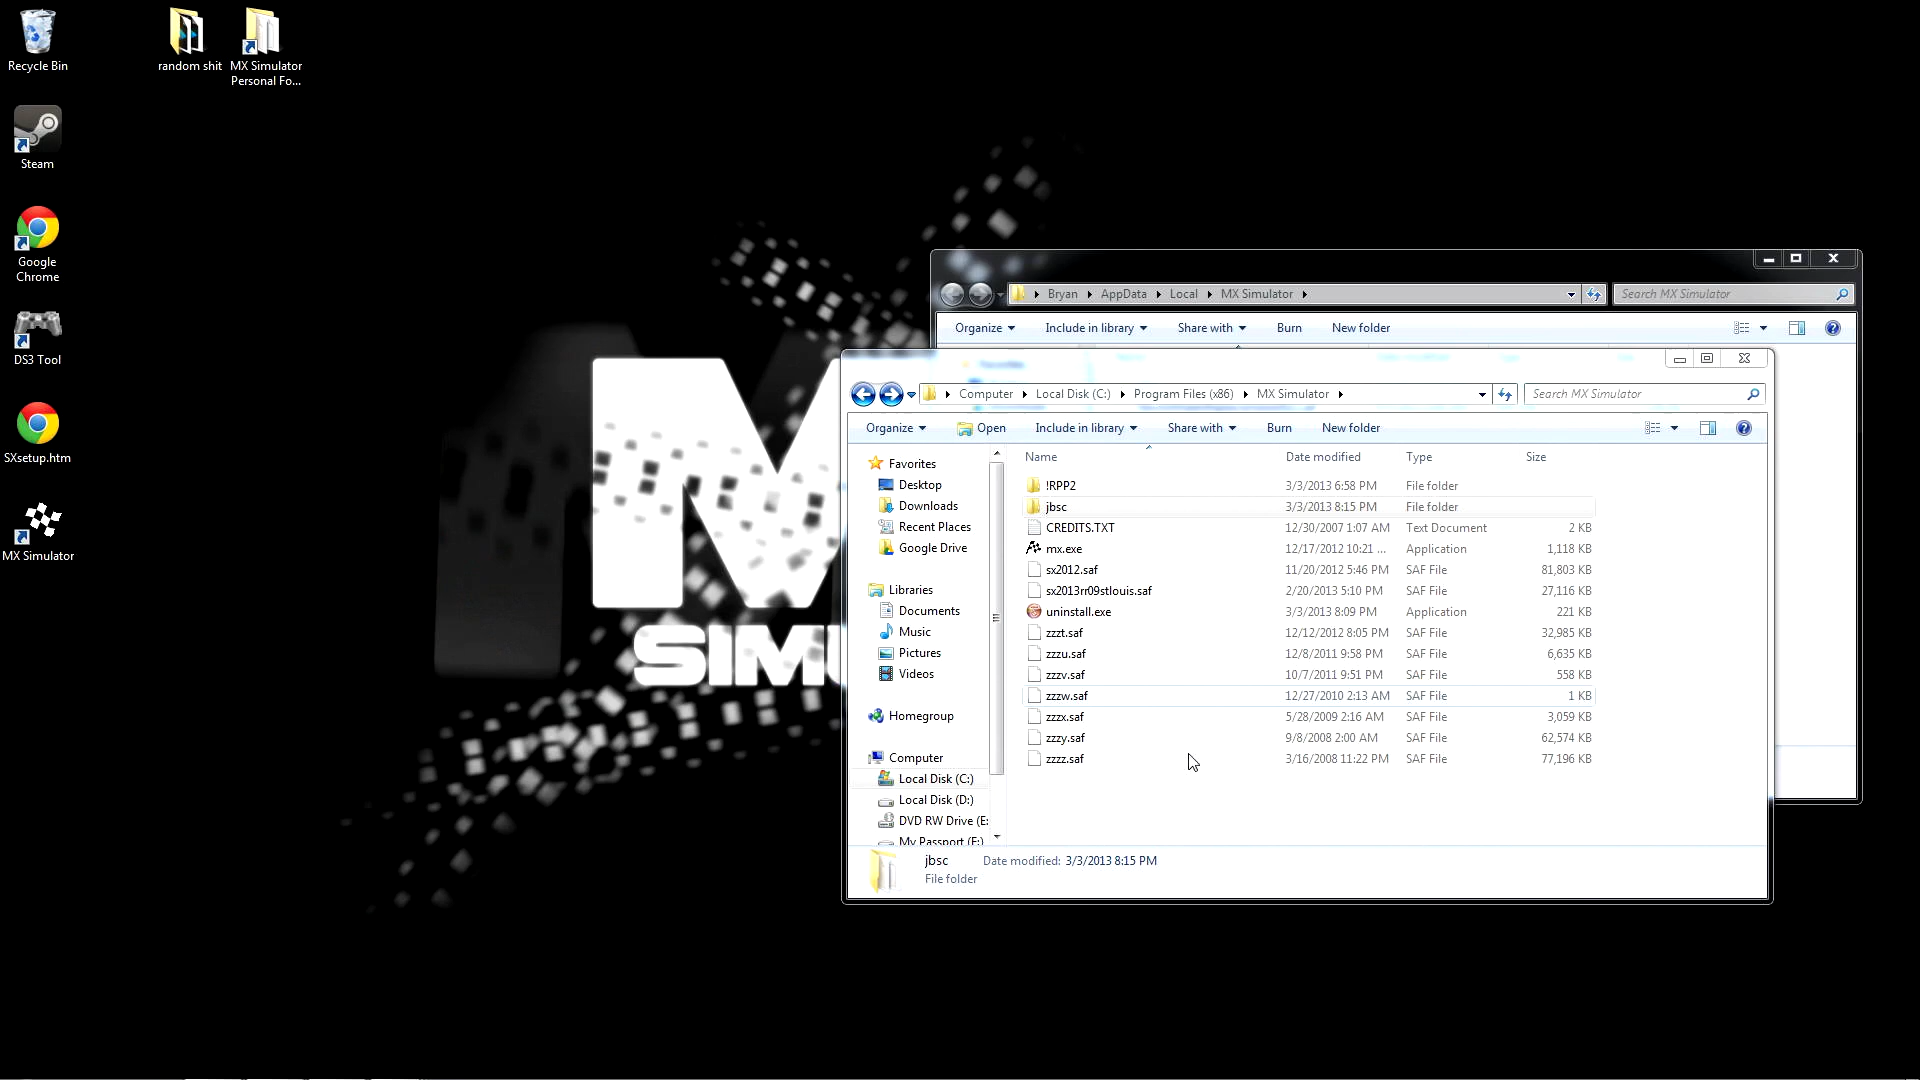 Recycle Bin
random shit
MX Simulator
Personal Fo...
Steam
Google
Chrome
DS3 Tool
SXsetup.htm
MX Simulator
SIM
Bryan AppData Local MX Simulator
Search MX Simulator
Organize Include in library Share with Burn New folder
Computer Local Disk (C:) Program Files (x86) MX Simulator
Search MX Simulator
Organize Open Include in library Share with Burn New folder
Favorites
Desktop
Downloads
Recent Places
Google Drive
Libraries
Documents
Music
Pictures
Videos
Homegroup
Computer
Local Disk (C:)
Local Disk (D:)
DVD RW Drive (E:
My Passport (F:)
Name Date modified Type Size
!RPP2 3/3/2013 6:58 PM File folder
jbsc 3/3/2013 8:15 PM File folder
CREDITS.TXT 12/30/2007 1:07 AM Text Document 2 KB
mx.exe 12/17/2012 10:21 ... Application 1,118 KB
sx2012.saf 11/20/2012 5:46 PM SAF File 81,803 KB
sx2013rr09stlouis.saf 2/20/2013 5:10 PM SAF File 27,116 KB
uninstall.exe 3/3/2013 8:09 PM Application 221 KB
zzzt.saf 12/12/2012 8:05 PM SAF File 32,985 KB
zzzu.saf 12/8/2011 9:58 PM SAF File 6,635 KB
zzzv.saf 10/7/2011 9:51 PM SAF File 558 KB
zzzw.saf 12/27/2010 2:13 AM SAF File 1 KB
zzzx.saf 5/28/2009 2:16 AM SAF File 3,059 KB
zzzy.saf 9/8/2008 2:00 AM SAF File 62,574 KB
zzzz.saf 3/16/2008 11:22 PM SAF File 77,196 KB
jbsc Date modified: 3/3/2013 8:15 PM
File folder